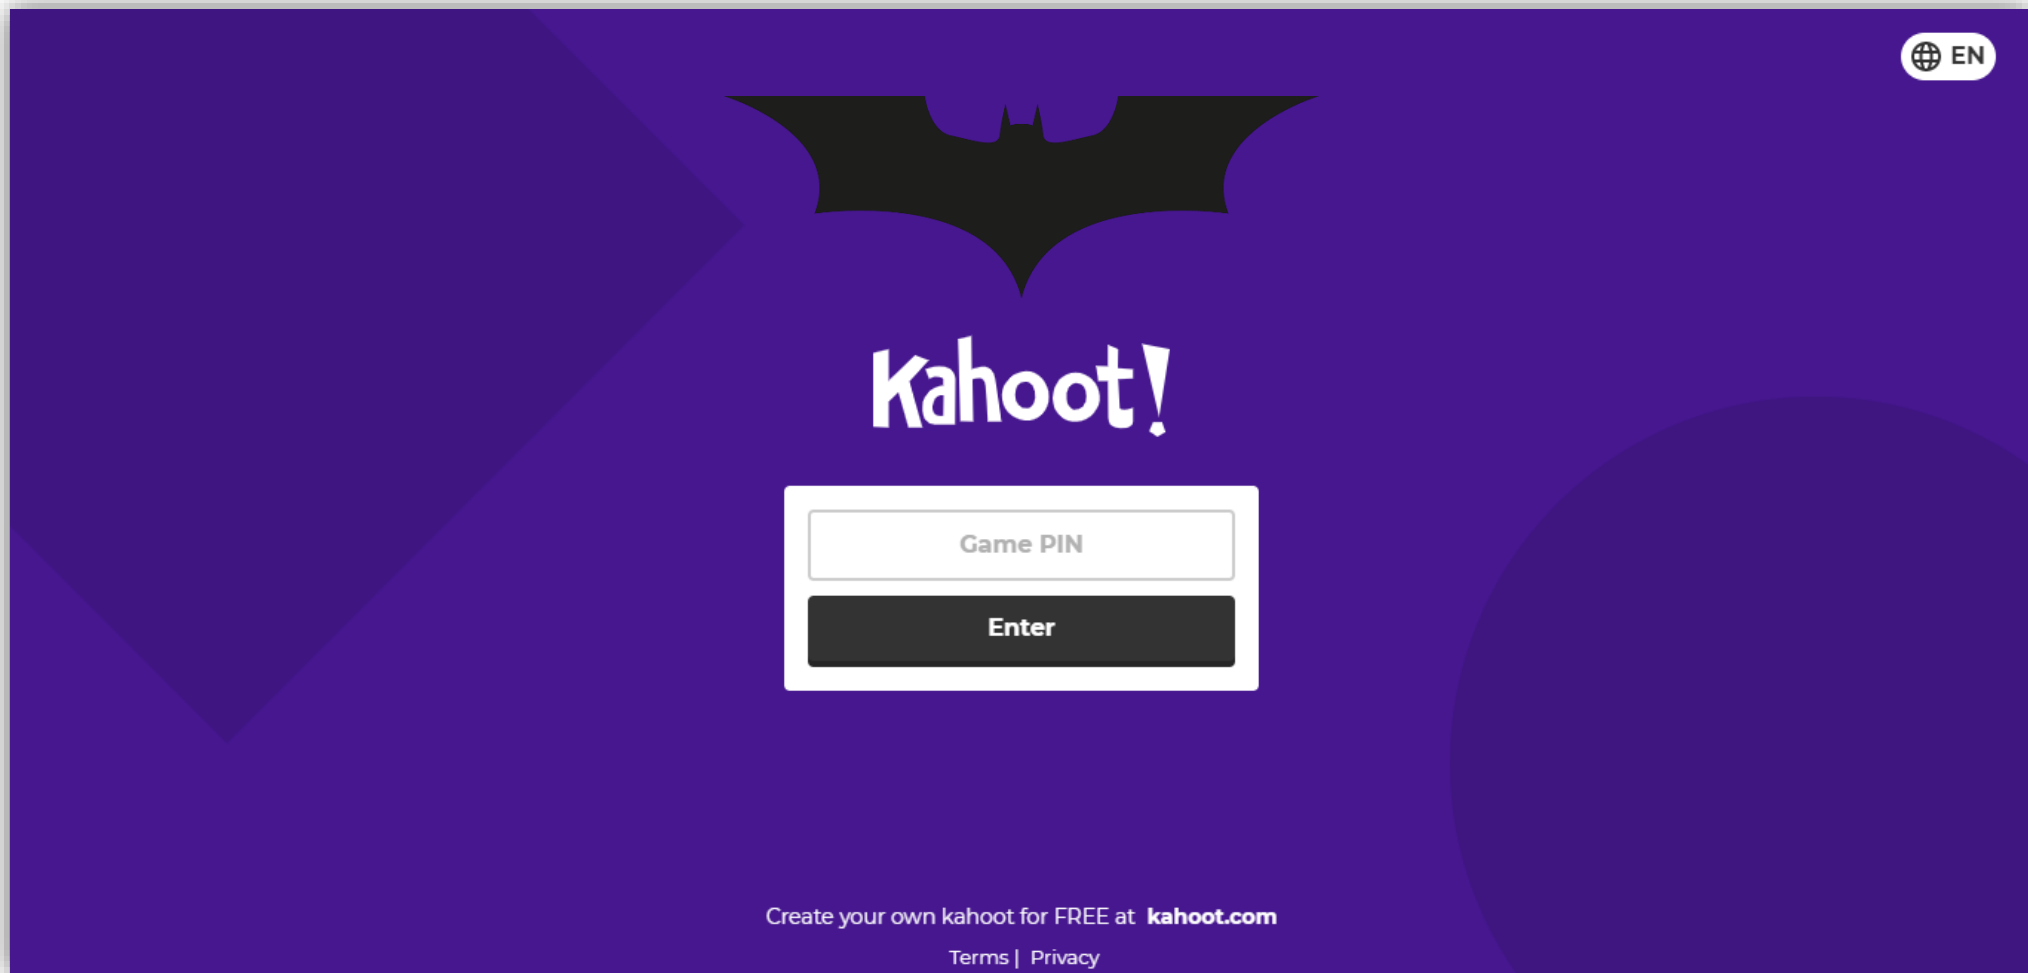 EN
Kahoot!
Game PIN
Enter
Create your own kahoot for FREE at kahoot.com
Terms | Privacy